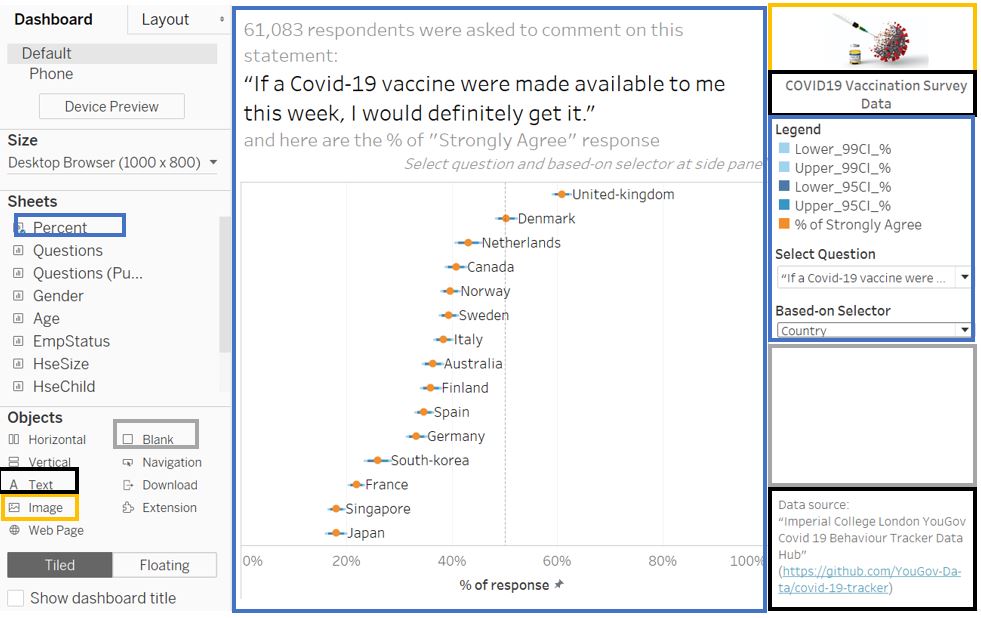 Dashboard
Layout
Default
Phone
Device Preview
Size
Desktop Browser (1000 x 800)
Sheets
Percent
Questions
Questions (Pu...
Gender
Age
EmpStatus
HseSize
HseChild
Objects
Horizontal
Blank
Vertical
Navigation
A Text
Download
Image
Extension
Web Page
Tiled
Floating
Show dashboard title
61,083 respondents were asked to comment on this
statement:
“If a Covid-19 vaccine were made available to me
this week, I would definitely get it.”
and here are the % of "Strongly Agree" response
Select question and based-on selector at side pane
United-kingdom
Denmark
Netherlands
Canada
Norway
Sweden
Italy
Australia
Finland
Spain
Germany
South-korea
France
Singapore
Japan
0%
20%
40%
60%
80%
100%
% of response
COVID19 Vaccination Survey
Data
Legend
Lower_99CI_%
Upper_99CI_%
Lower_95CI_%
Upper_95CI_%
% of Strongly Agree
Select Question
“If a Covid-19 vaccine were ...
Based-on Selector
Country
Data source:
“Imperial College London YouGov
Covid 19 Behaviour Tracker Data
Hub”
(https://github.com/YouGov-Da-
ta/covid-19-tracker)